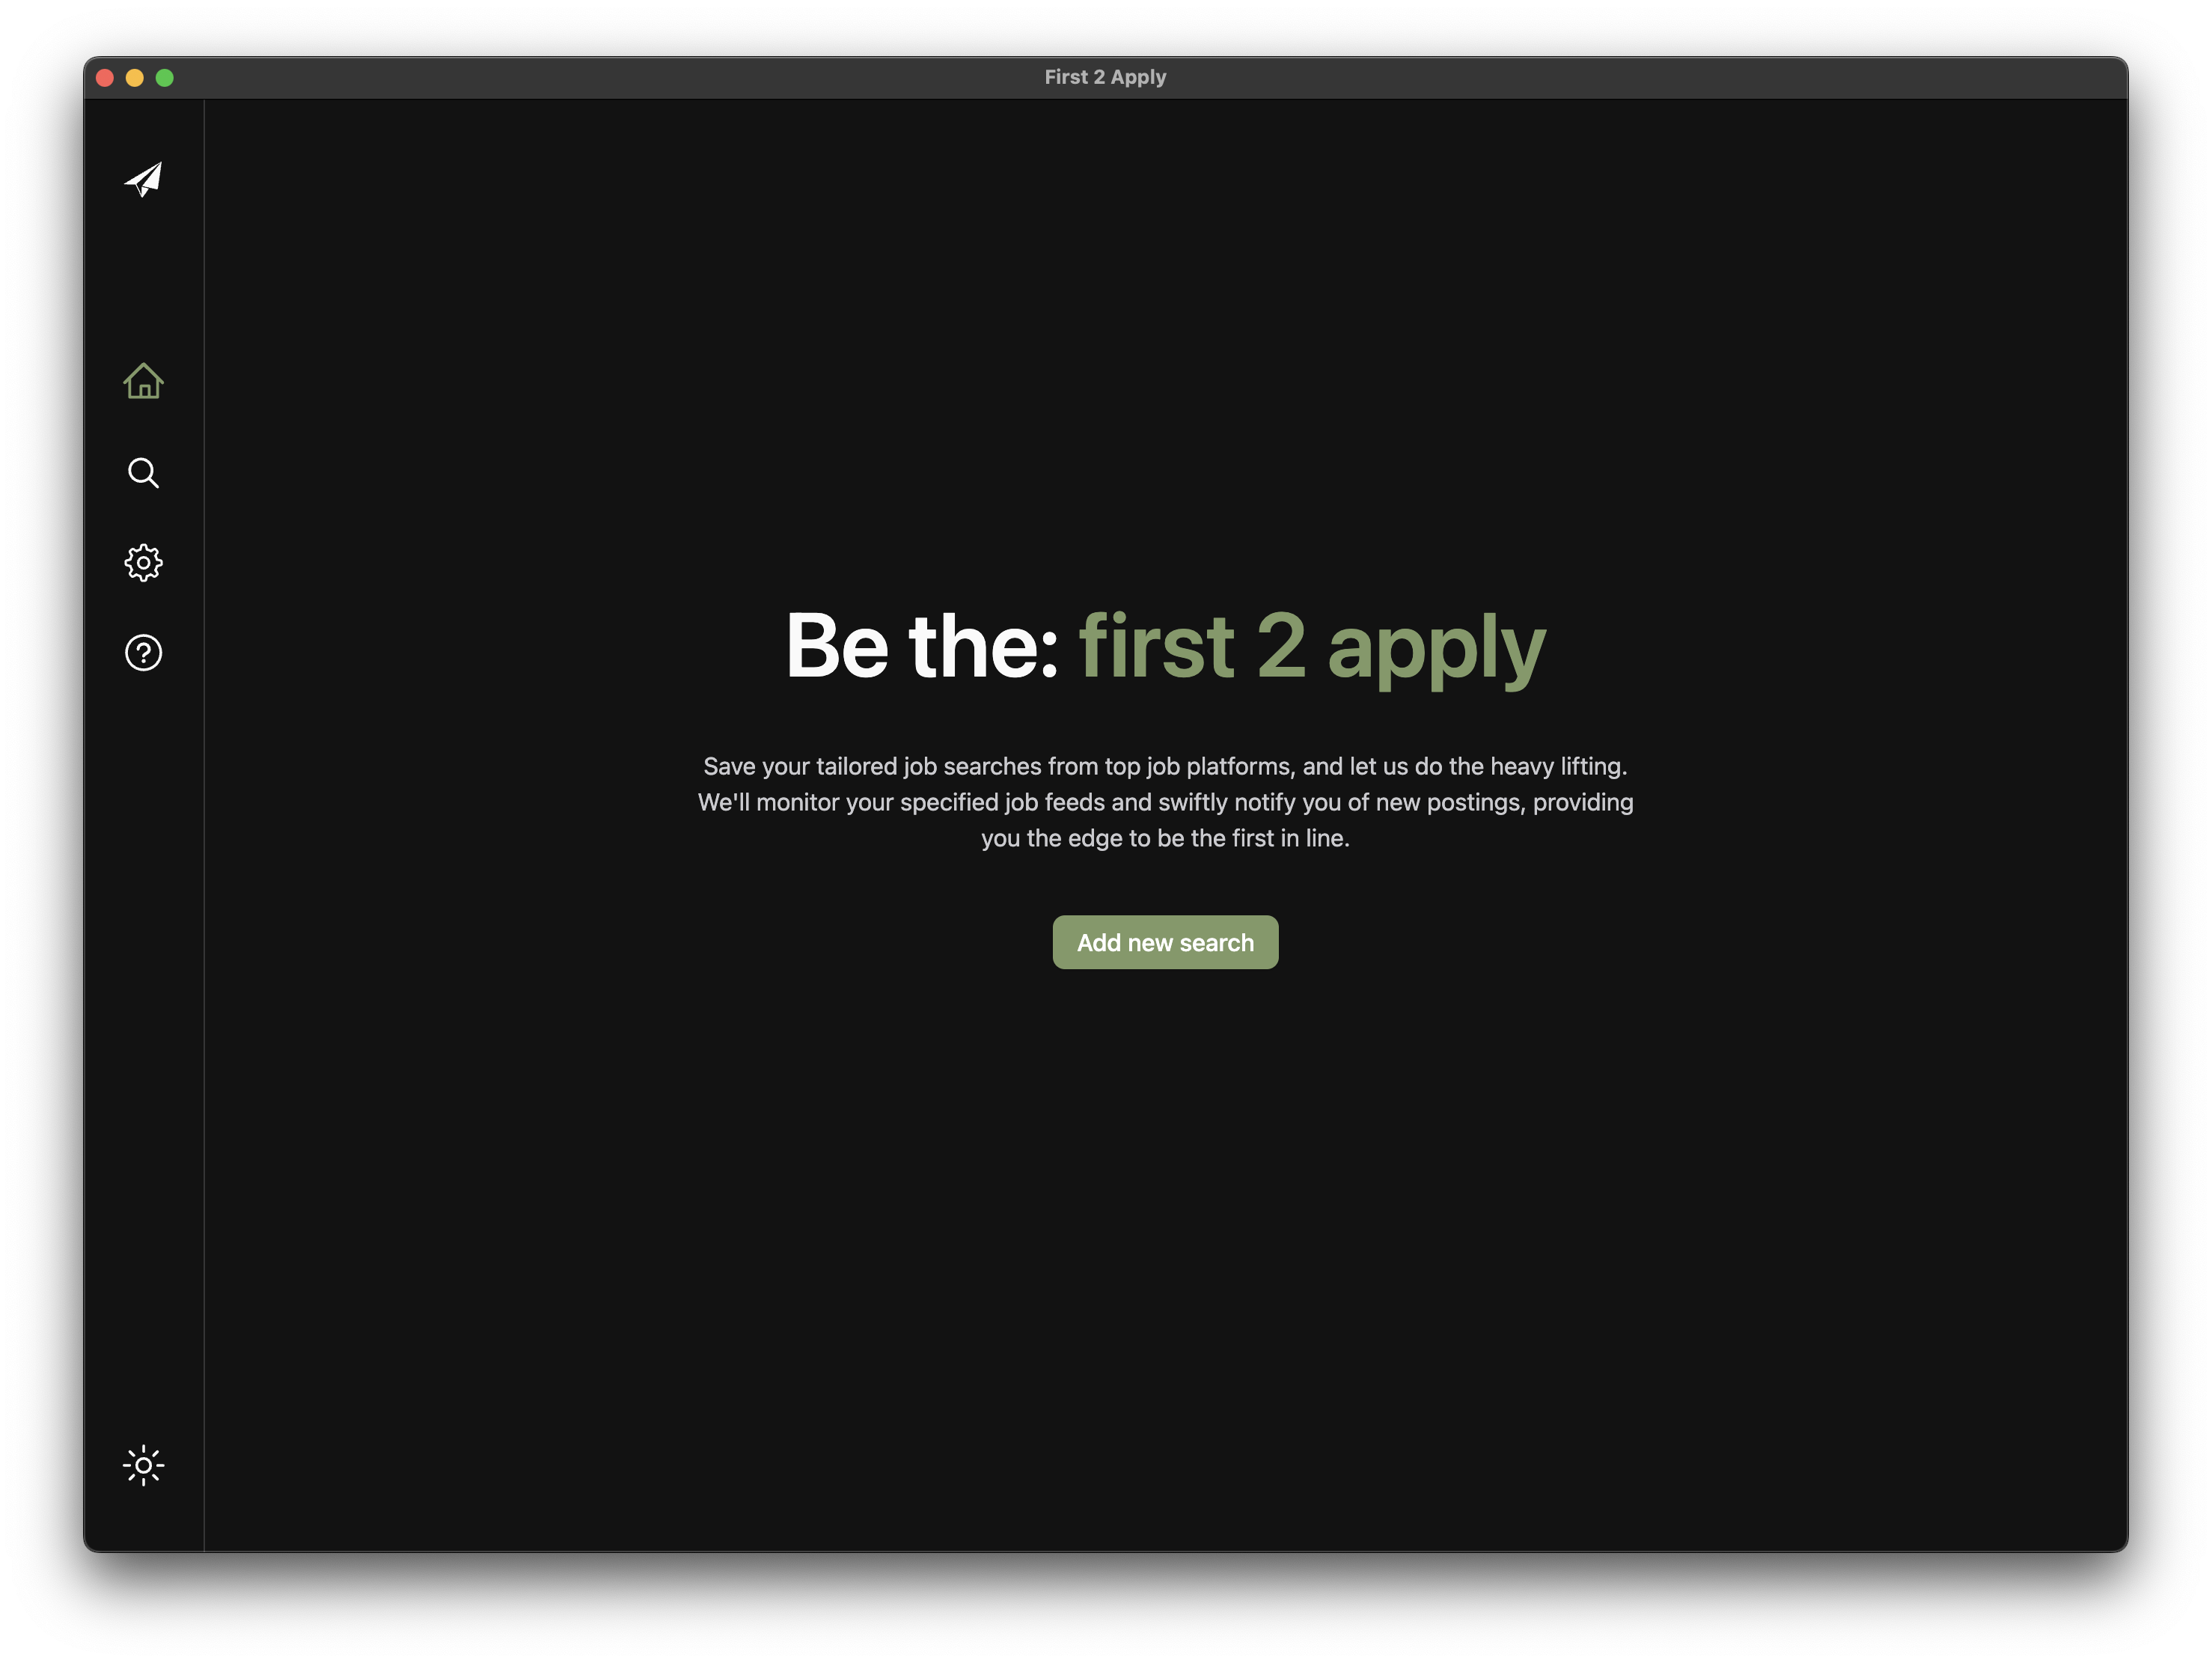 First 2 Apply
Be the: first 2 apply
Save your tailored job searches from top job platforms, and let us do the heavy lifting.
We'll monitor your specified job feeds and swiftly notify you of new postings, providing
you the edge to be the first in line.
Add new search